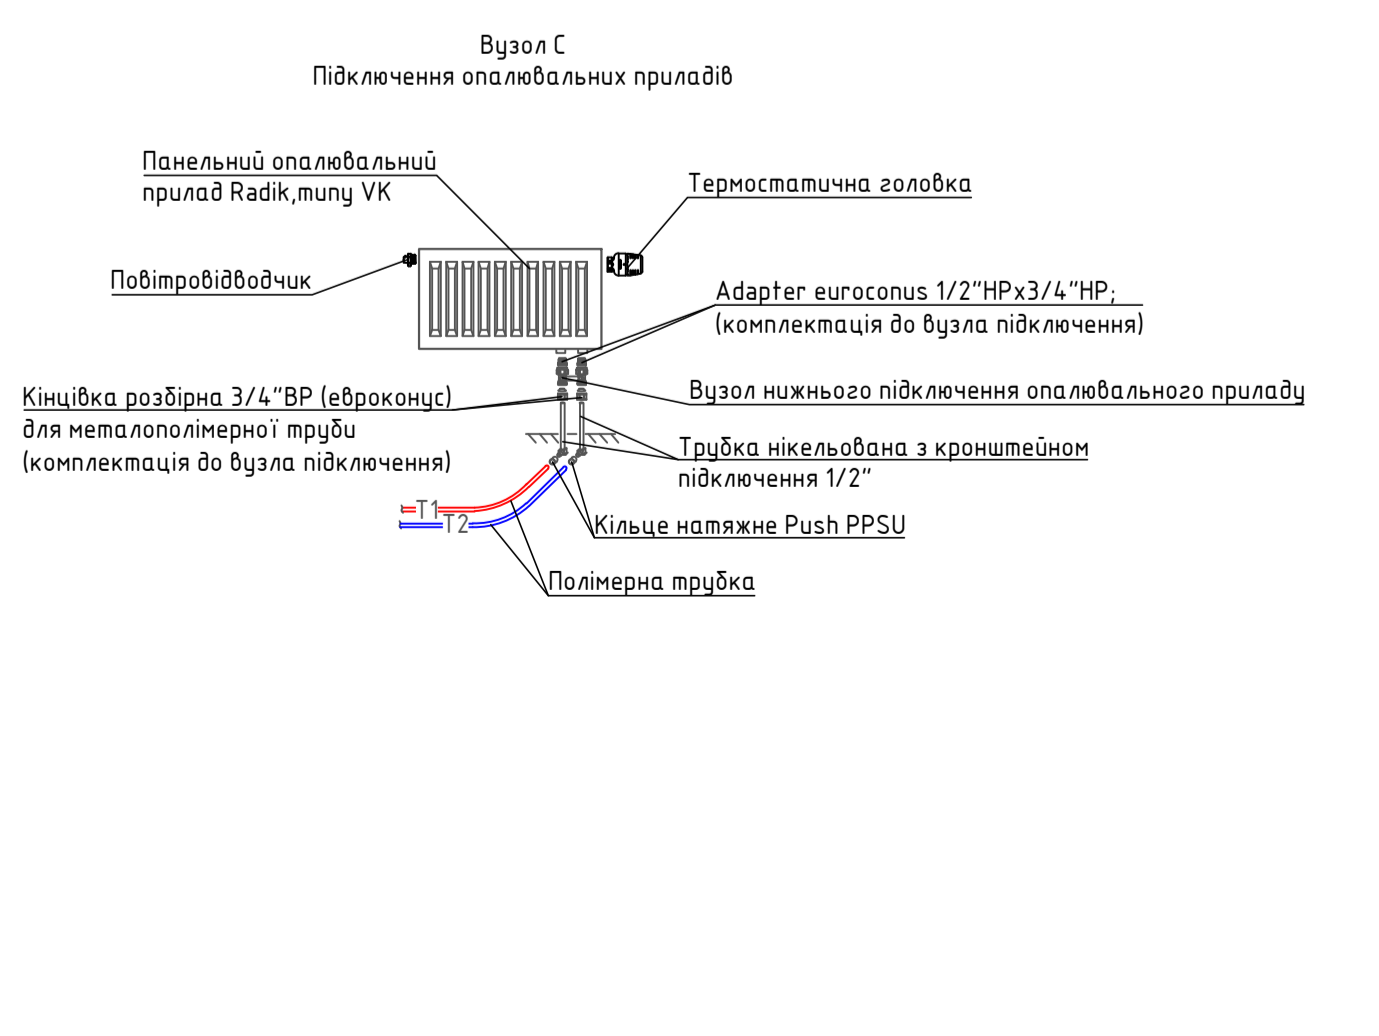 Вузол С
Підключення опалювальних приладів
Панельний опалювальний
прилад Radik,типу VK
Термостатична головка
Повітровідводчик
Adapter euroconus 1/2"НРх3/4"НР;
(комплектація до вузла підключення)
Кінцівка розбірна 3/4"ВР (евроконус)
для металополімерної труби
(комплектація до вузла підключення)
Вузол нижнього підключення опалювального приладу
Трубка нікельована з кронштейном
підключення 1/2"
Т1
Т2
Кільце натяжне Push PPSU
Полімерна трубка